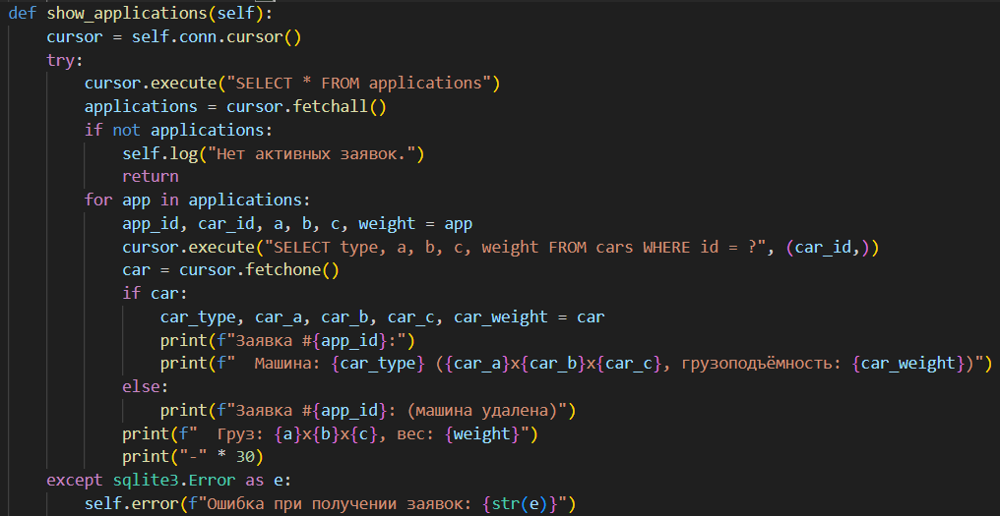 def show_applications(self):
    cursor = self.conn.cursor()
    try:
        cursor.execute("SELECT * FROM applications")
        applications = cursor.fetchall()
        if not applications:
            self.log("Нет активных заявок.")
            return
        for app in applications:
            app_id, car_id, a, b, c, weight = app
            cursor.execute("SELECT type, a, b, c, weight FROM cars WHERE id = ?", (car_id,))
            car = cursor.fetchone()
            if car:
                car_type, car_a, car_b, car_c, car_weight = car
                print(f"Заявка #{app_id}:")
                print(f"  Машина: {car_type} ({car_a}x{car_b}x{car_c}, грузоподъёмность: {car_weight})")
            else:
                print(f"Заявка #{app_id}: (машина удалена)")
            print(f"  Груз: {a}x{b}x{c}, вес: {weight}")
            print("-" * 30)
    except sqlite3.Error as e:
        self.error(f"Ошибка при получении заявок: {str(e)}")